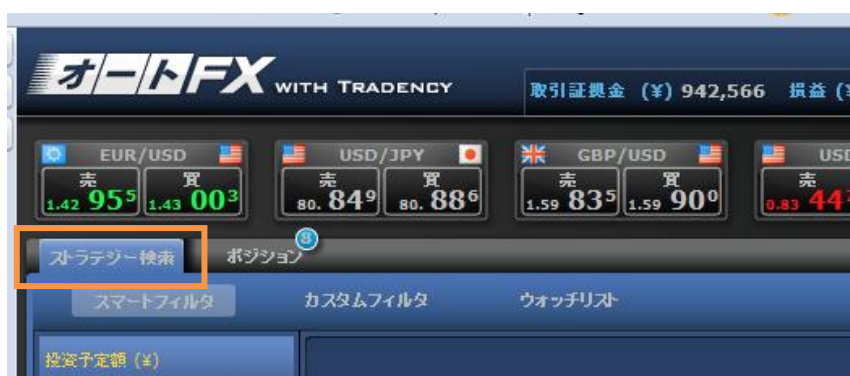 オートFX WITH TRADENCY
取引証拠金 (¥) 942,566 損益 (¥
EUR/USD USD/JPY GBP/USD USD
売 買 売 買 売 買 売
1.42 95⁵ 1.43 00³ 80. 84⁹ 80. 88⁶ 1.59 83⁵ 1.59 90⁰ 0.83 44
ストラテジー検索 ポジション 8
スマートフィルタ カスタムフィルタ ウォッチリスト
投資予定額 (¥)